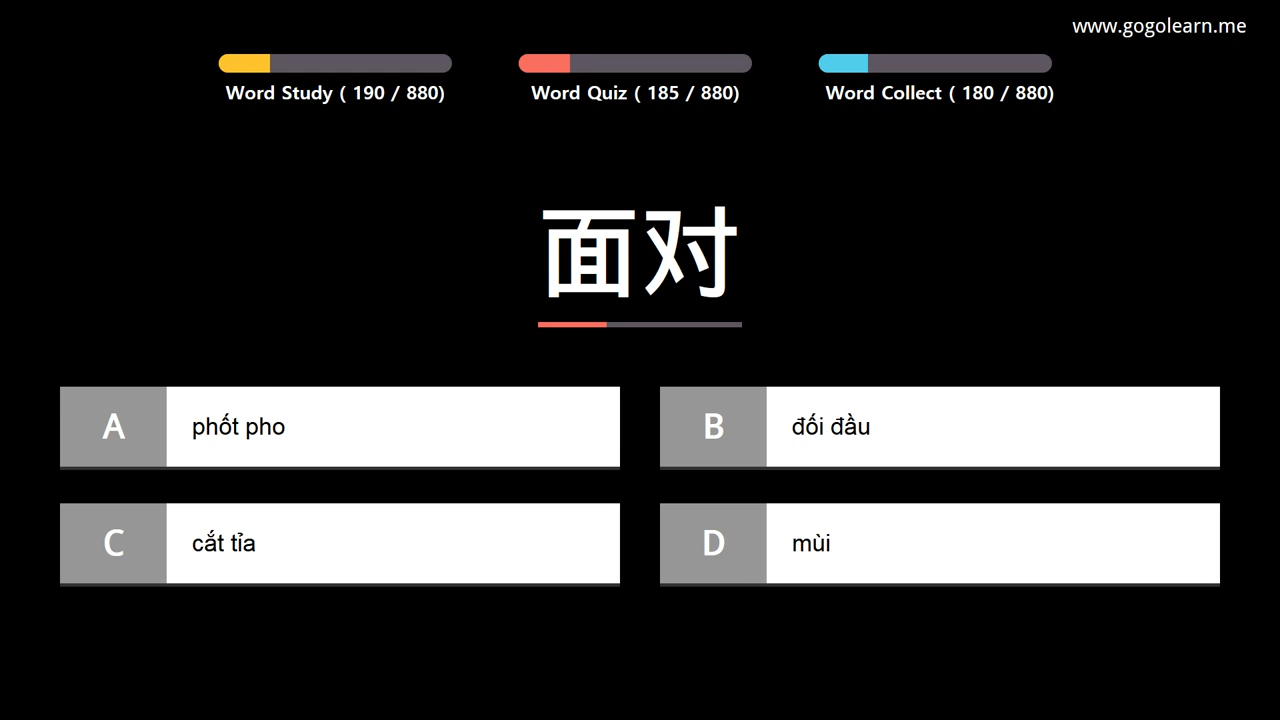 www.gogolearn.me
Word Study ( 190 / 880)
Word Quiz ( 185 / 880)
Word Collect ( 180 / 880)
面对
A phốt pho
B đối đầu
C cắt tỉa
D mùi